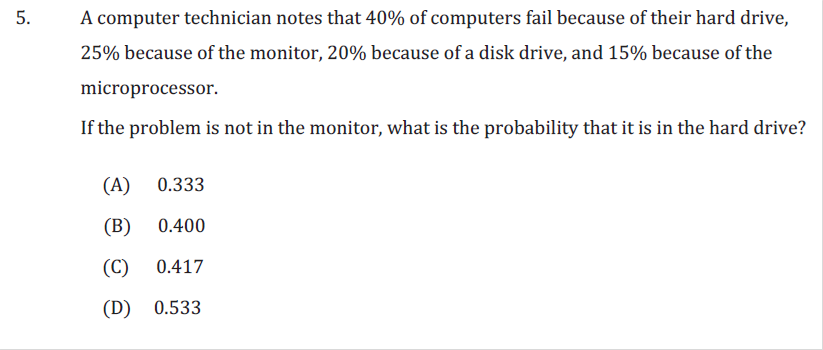 5. A computer technician notes that 40% of computers fail because of their hard drive,
25% because of the monitor, 20% because of a disk drive, and 15% because of the
microprocessor.
If the problem is not in the monitor, what is the probability that it is in the hard drive?
(A) 0.333
(B) 0.400
(C) 0.417
(D) 0.533